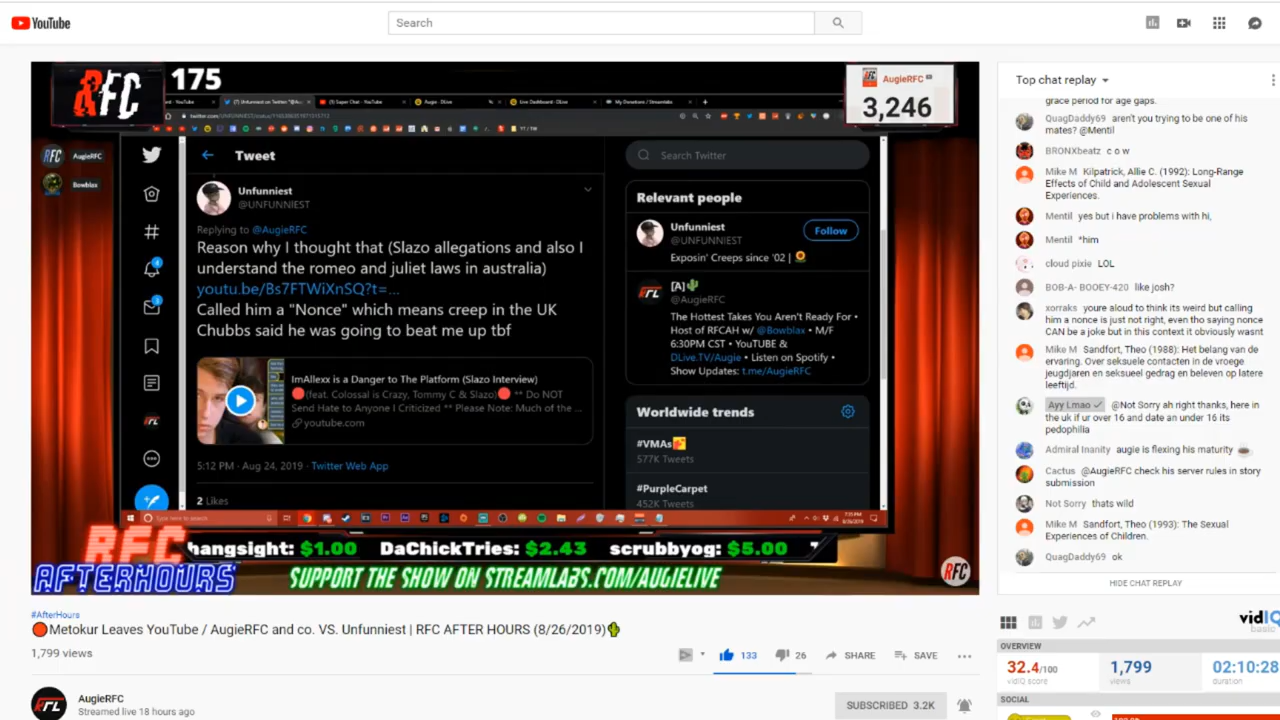 YouTube
Search
RFC
175
AugieRFC
3,246
AugieRFC
Bowblax
Tweet
Search Twitter
Unfunniest
@UNFUNNIEST
Replying to @AugieRFC
Reason why I thought that (Slazo allegations and also I
understand the romeo and juliet laws in australia)
youtu.be/Bs7FTWiXnSQ?t=...
Called him a "Nonce" which means creep in the UK
Chubbs said he was going to beat me up tbf
ImAllexx is a Danger to The Platform (Slazo Interview)
(feat. Colossal is Crazy, Tommy C & Slazo) ** Do NOT
Send Hate to Anyone I Criticized ** Please Note: Much of the ...
youtube.com
5:12 PM · Aug 24, 2019 · Twitter Web App
2 Likes
Relevant people
Unfunniest
@UNFUNNIEST
Follow
Exposin' Creeps since '02 |
[A]
@AugieRFC
The Hottest Takes You Aren't Ready For •
Host of RFCAH w/ @Bowblax • M/F
6:30PM CST • YouTUBE &
DLive.TV/Augie • Listen on Spotify •
Show Updates: t.me/AugieRFC
Worldwide trends
#VMAs
577K Tweets
#PurpleCarpet
452K Tweets
RFC
AFTERHOURS
hangsight: $1.00 DaChickTries: $2.43 scrubbyog: $5.00
SUPPORT THE SHOW ON STREAMLABS.COM/AUGIELIVE
RFC
#AfterHours
Metokur Leaves YouTube / AugieRFC and co. VS. Unfunniest | RFC AFTER HOURS (8/26/2019)
1,799 views
133
26
SHARE
SAVE
AugieRFC
Streamed live 18 hours ago
SUBSCRIBED 3.2K
Top chat replay
grace period for age gaps.
QuagDaddy69 aren't you trying to be one of his
mates? @Mentil
BRONXbeatz c o w
Mike M Kilpatrick, Allie C. (1992): Long-Range
Effects of Child and Adolescent Sexual
Experiences.
Mentil yes but i have problems with hi,
Mentil *him
cloud pixie LOL
BOB-A- BOOEY-420 like josh?
xorraks youre aloud to think its weird but calling
him a nonce is just not right, even tho saying nonce
CAN be a joke but in this context it obviously wasnt
Mike M Sandfort, Theo (1988): Het belang van de
ervaring. Over seksuele contacten in de vroege
jeugdjaren en seksueel gedrag en beleven op latere
leeftijd.
Ayy Lmao @Not Sorry ah right thanks, here in
the uk if ur over 16 and date an under 16 its
pedophilia
Admiral Inanity augie is flexing his maturity
Cactus @AugieRFC check his server rules in story
submission
Not Sorry thats wild
Mike M Sandfort, Theo (1993): The Sexual
Experiences of Children.
QuagDaddy69 ok
HIDE CHAT REPLAY
vidIQ
basic
OVERVIEW
32.4/100
vidIQ score
1,799
views
02:10:28
duration
SOCIAL